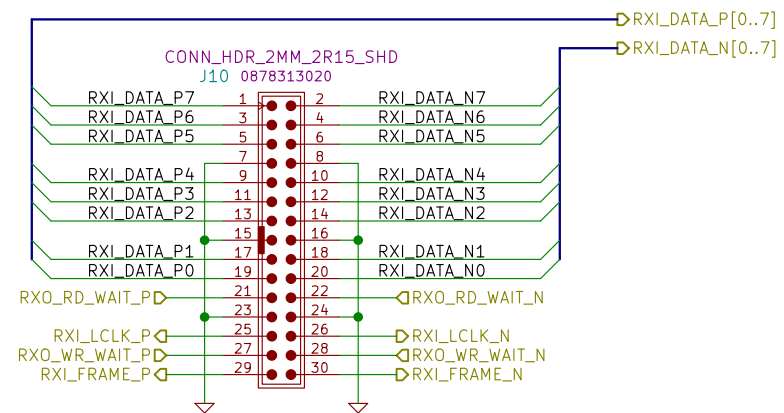 RXI_DATA_P[0..7]
RXI_DATA_N[0..7]
CONN_HDR_2MM_2R15_SHD
J10 0878313020
RXI_DATA_P7 1 2 RXI_DATA_N7
RXI_DATA_P6 3 4 RXI_DATA_N6
RXI_DATA_P5 5 6 RXI_DATA_N5
7 8
RXI_DATA_P4 9 10 RXI_DATA_N4
RXI_DATA_P3 11 12 RXI_DATA_N3
RXI_DATA_P2 13 14 RXI_DATA_N2
15 16
RXI_DATA_P1 17 18 RXI_DATA_N1
RXI_DATA_P0 19 20 RXI_DATA_N0
RXO_RD_WAIT_P 21 22 RXO_RD_WAIT_N
23 24
RXI_LCLK_P 25 26 RXI_LCLK_N
RXO_WR_WAIT_P 27 28 RXO_WR_WAIT_N
RXI_FRAME_P 29 30 RXI_FRAME_N